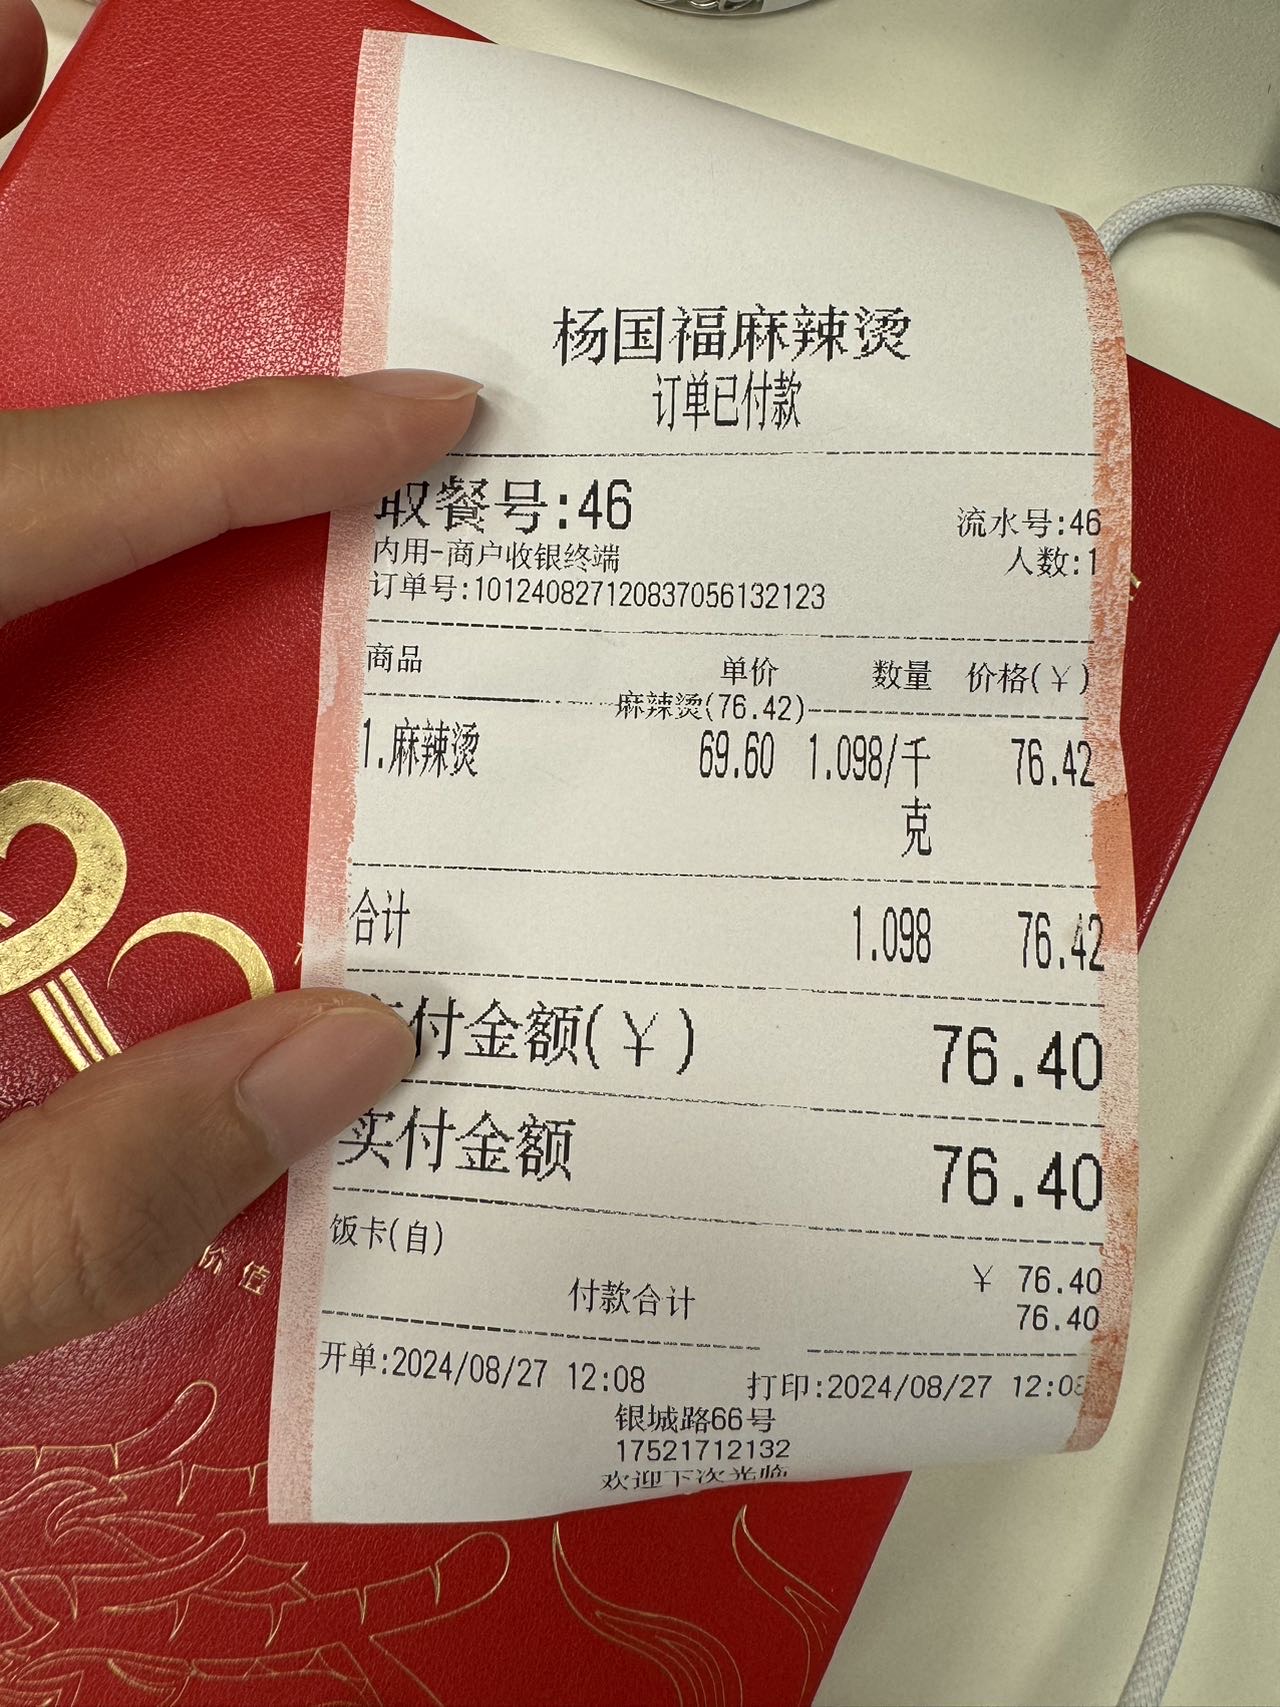 杨国福麻辣烫
订单已付款
取餐号:46
流水号:46
内用-商户收银终端
人数:1
订单号:101240827120837056132123
商品 单价 数量 价格(¥)
麻辣烫(76.42)
1.麻辣烫 69.60 1.098/千克 76.42
合计 1.098 76.42
付金额(¥) 76.40
实付金额 76.40
饭卡(自) ¥ 76.40
付款合计 76.40
开单:2024/08/27 12:08 打印:2024/08/27 12:08
银城路66号
17521712132
欢迎下次光临
价值